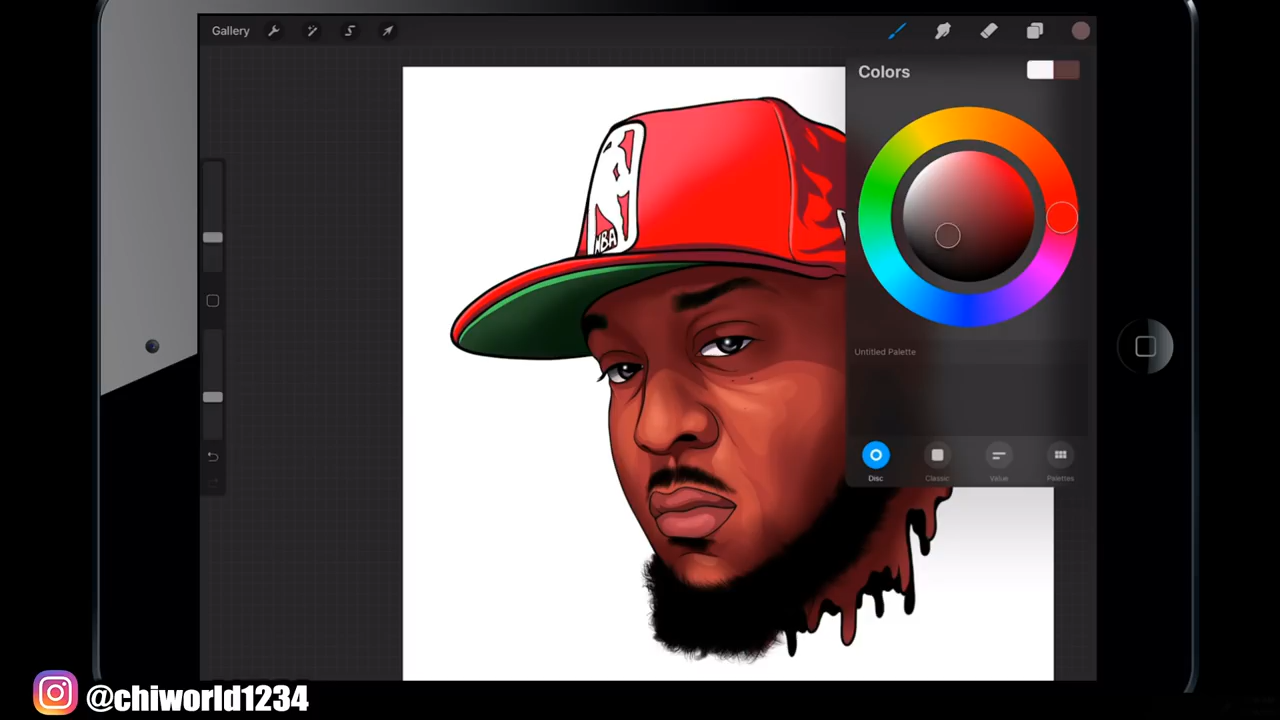 Gallery
Colors
NBA
Untitled Palette
Disc
Classic
Value
Palettes
@chiworld1234